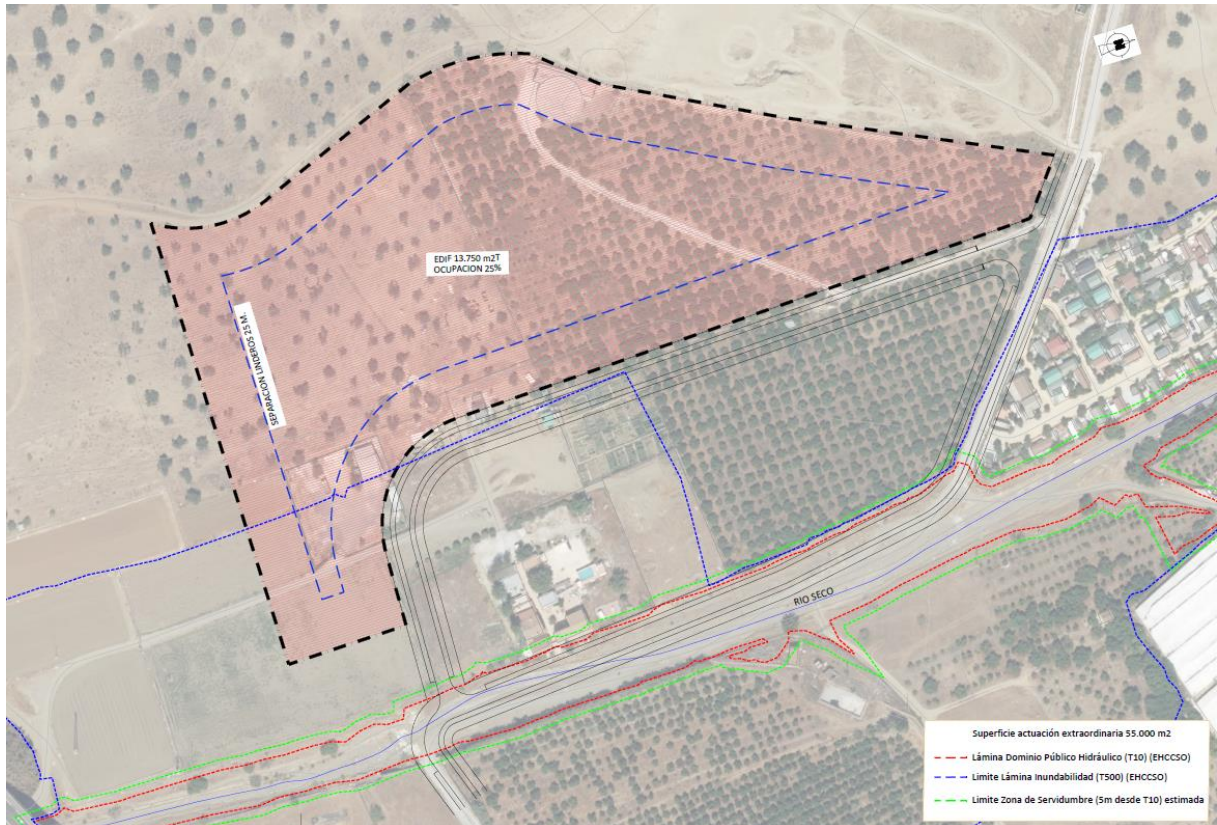 EDIF 13.750 m2T
OCUPACION 25%
SEPARACION LINDEROS 25 M.
RIO SECO
Superficie actuación extraordinaria 55.000 m2
Lámina Dominio Público Hidráulico (T10) (EHCCSO)
Limite Lámina Inundabilidad (T500) (EHCCSO)
Limite Zona de Servidumbre (5m desde T10) estimada